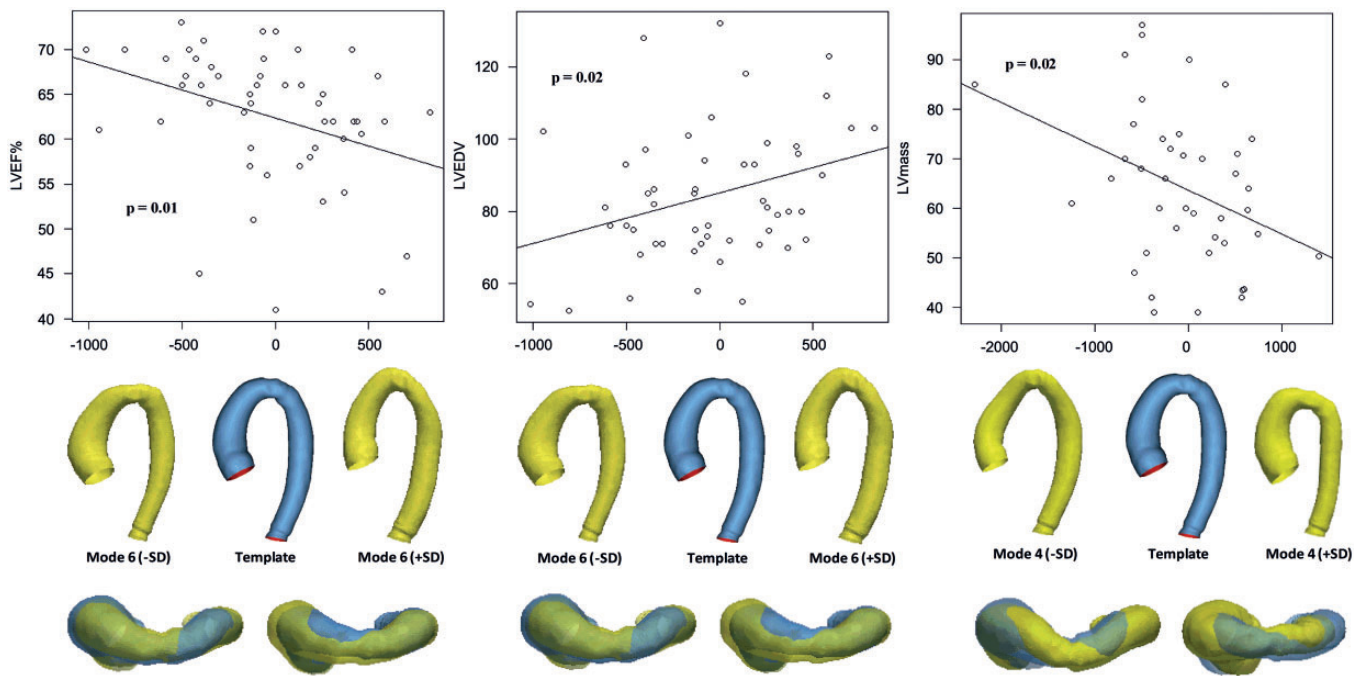 LVEF%
70
65
60
55
50
45
40
p = 0.01
-1000 -500 0 500
LVEDV
120
100
80
60
p = 0.02
-1000 -500 0 500
LVmass
90
80
70
60
50
40
p = 0.02
-2000 -1000 0 1000
Mode 6 (-SD) Template Mode 6 (+SD)
Mode 6 (-SD) Template Mode 6 (+SD)
Mode 4 (-SD) Template Mode 4 (+SD)